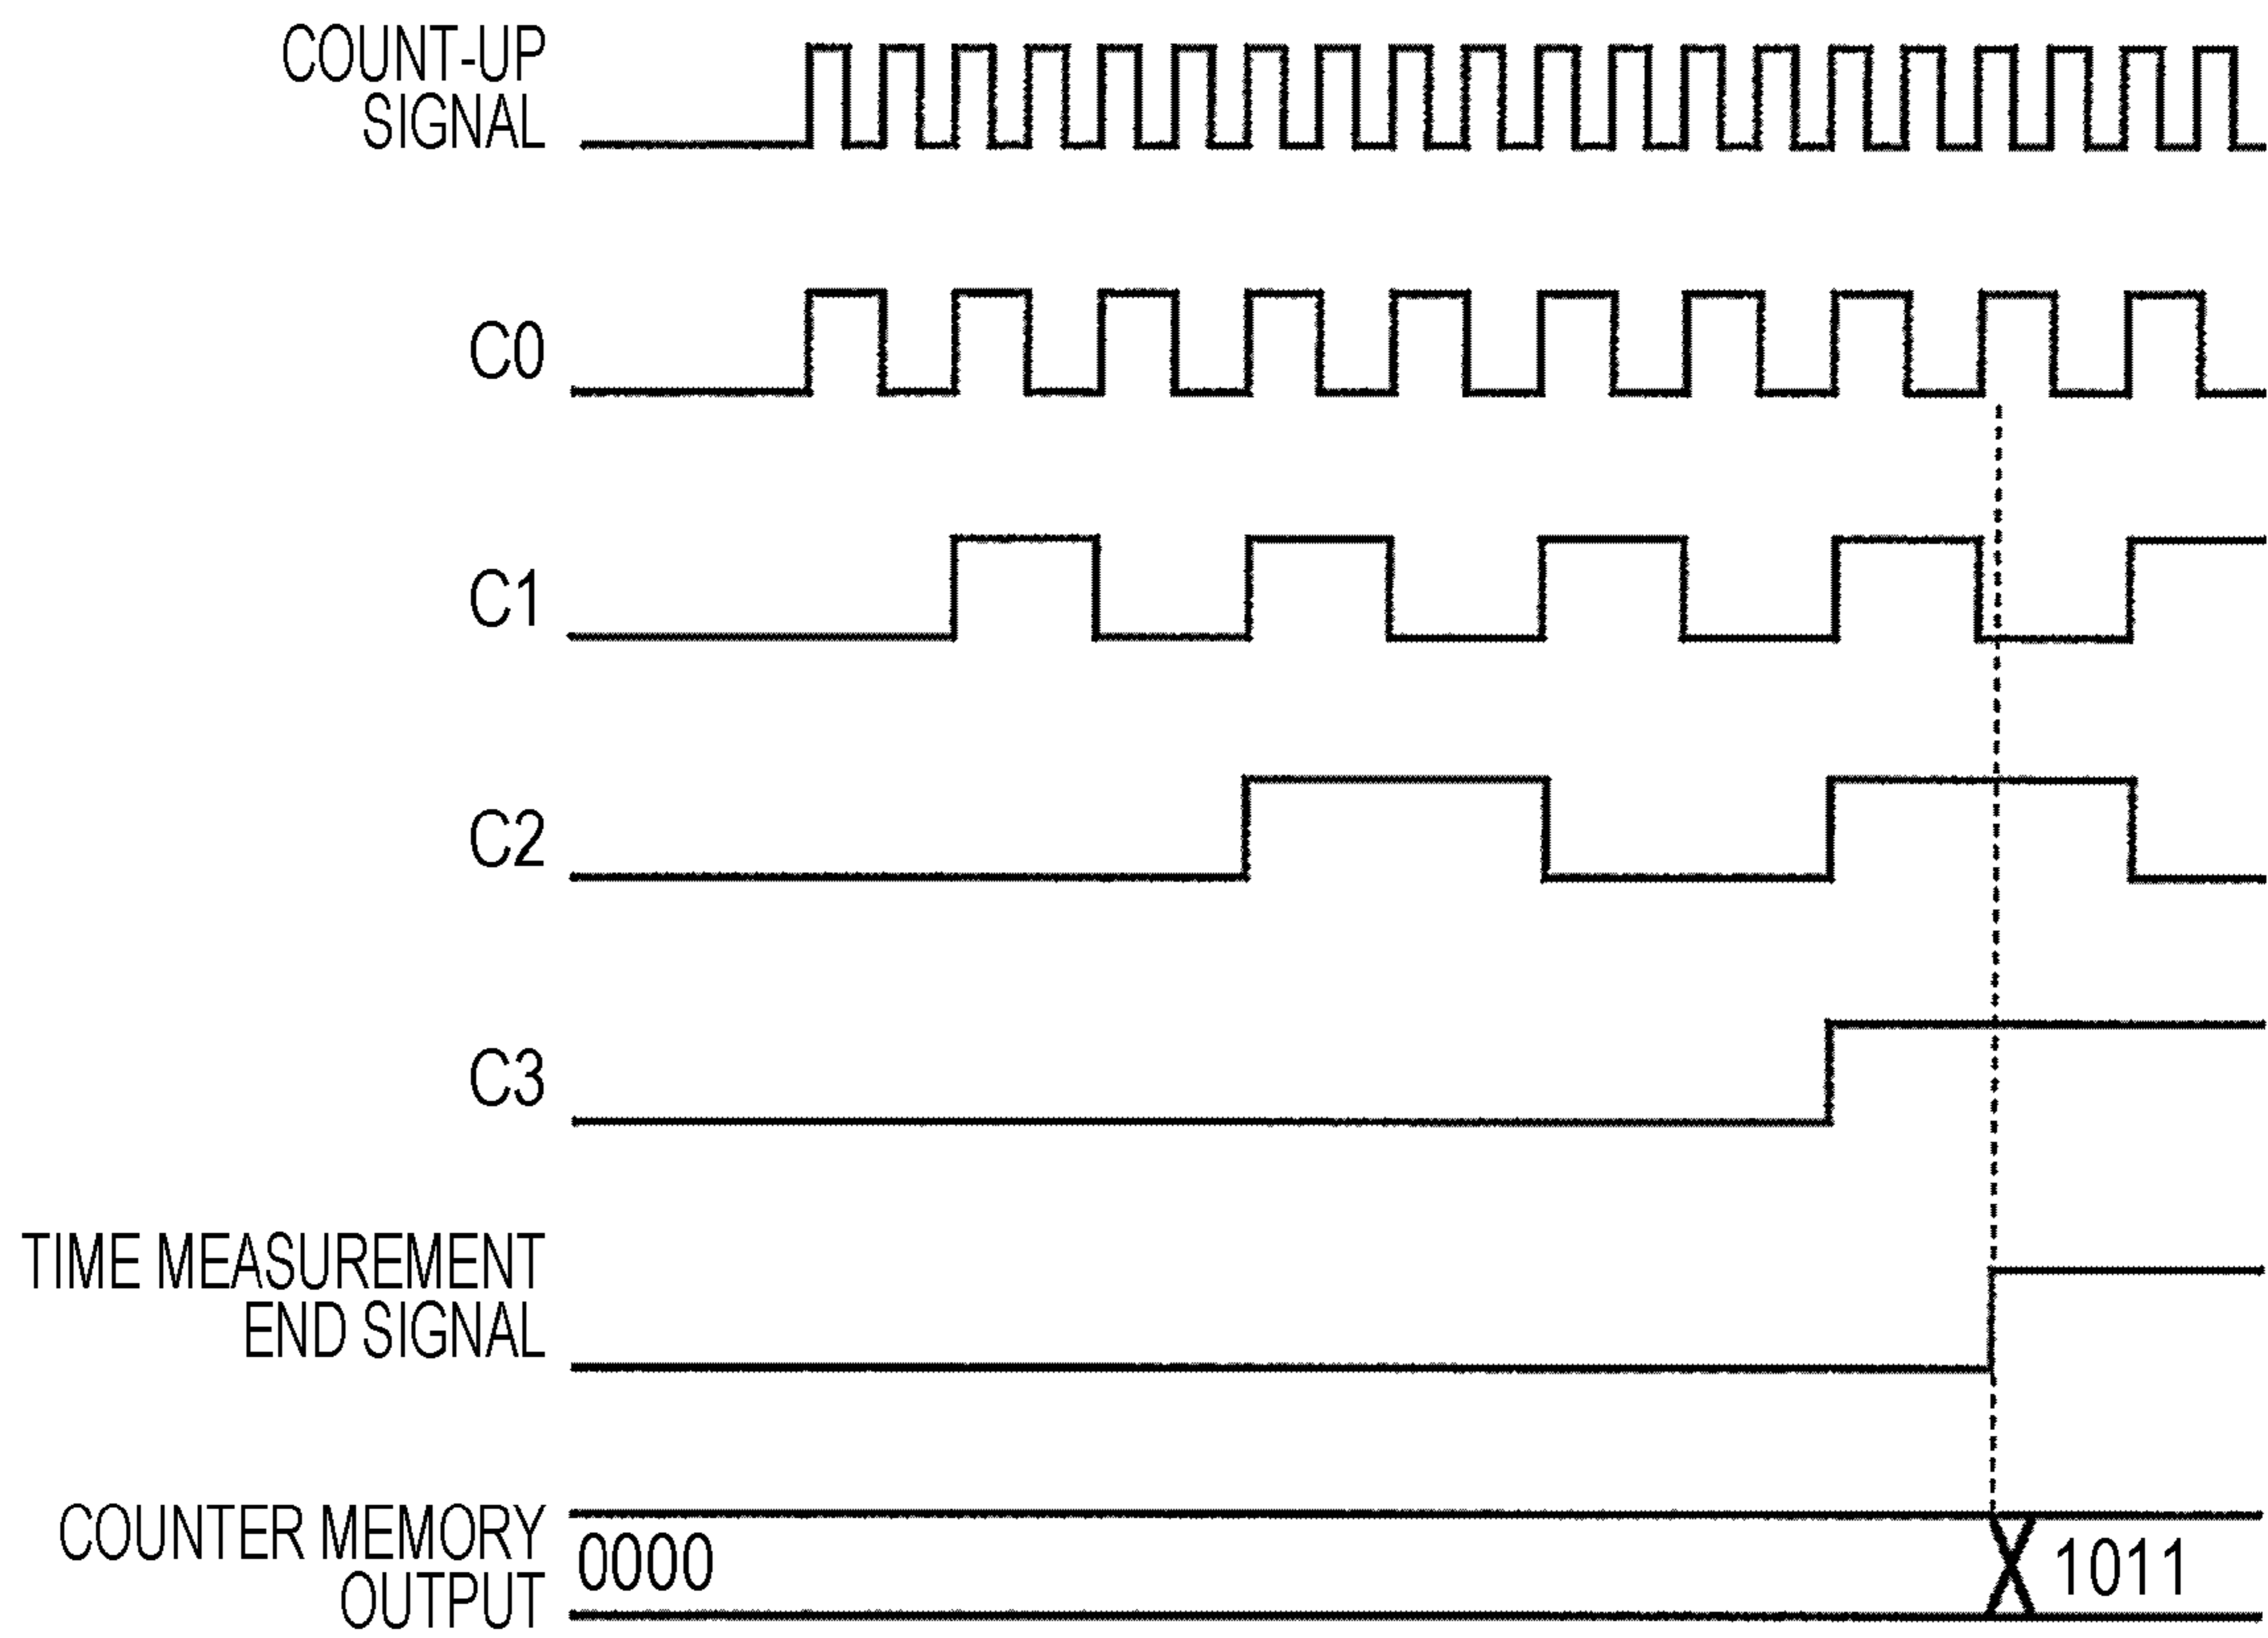 COUNT-UP
SIGNAL
C0
C1
C2
C3
TIME MEASUREMENT
END SIGNAL
COUNTER MEMORY
OUTPUT
0000
1011